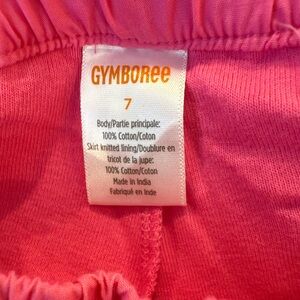 GYMBOREE
7
Body/Partie principale:
100% Cotton/Coton
Skirt knitted lining/Doublure en
tricot de la jupe:
100% Cotton/Coton
Made in India
Fabriqué en Inde